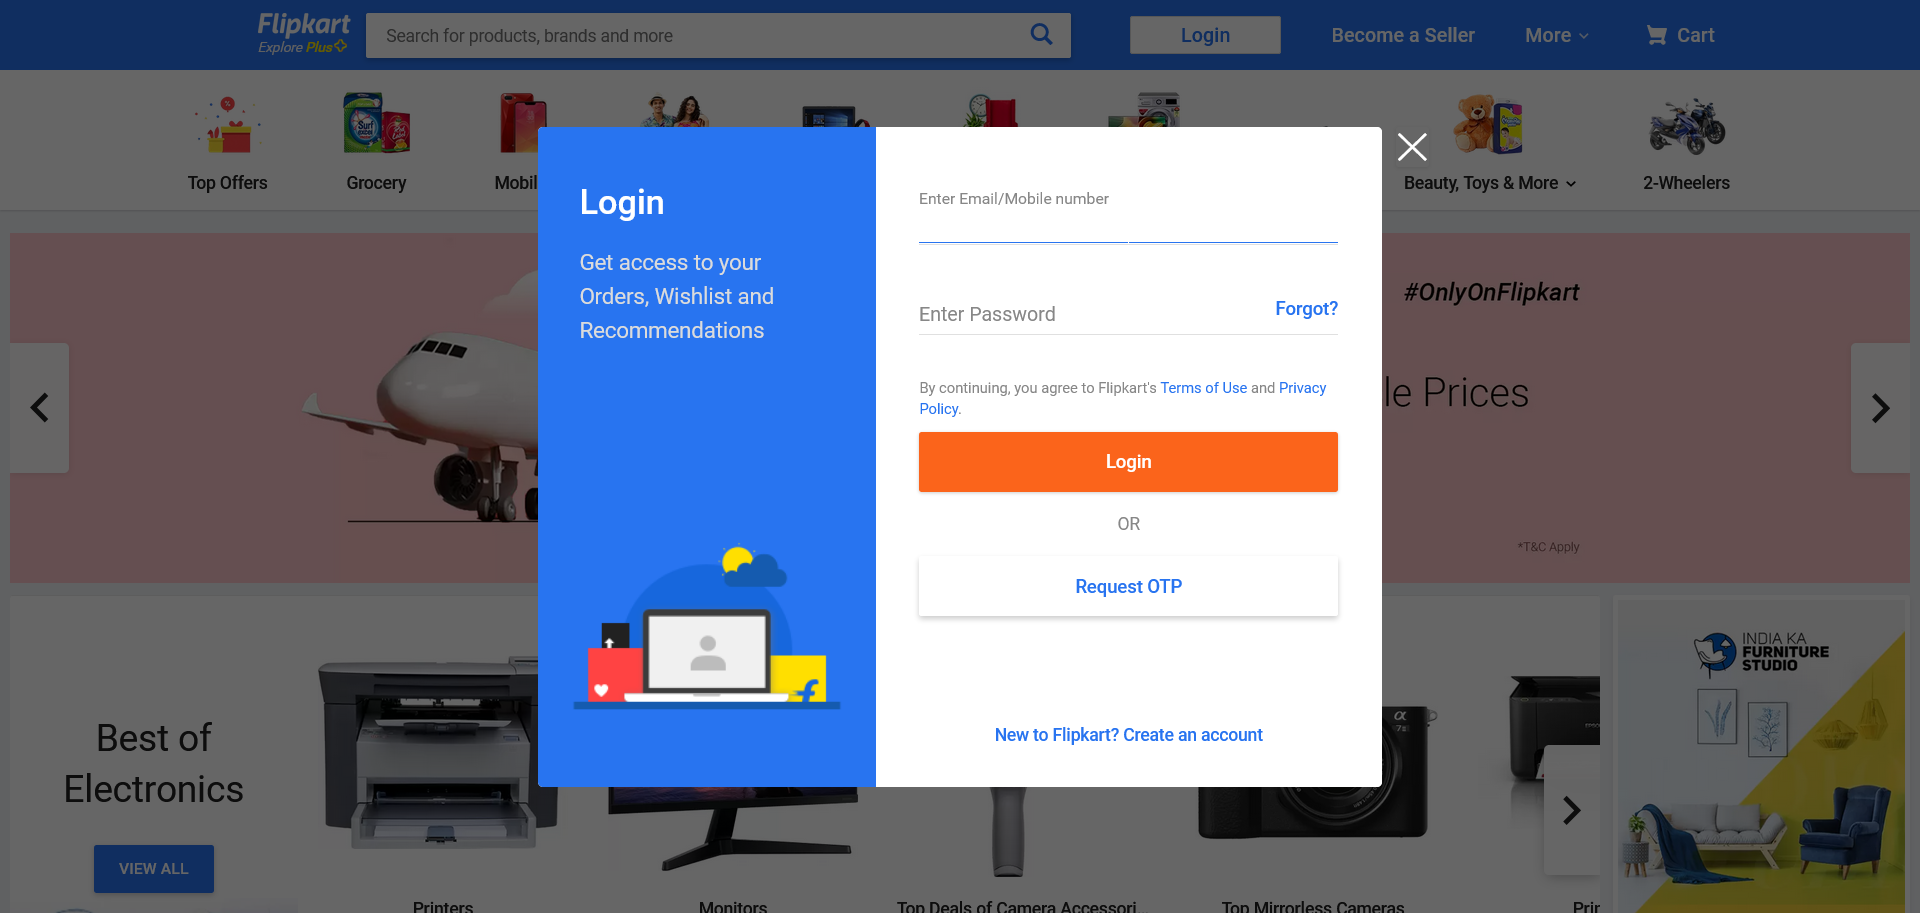 Flipkart
Explore Plus
Search for products, brands and more
Login
Become a Seller
More
Cart
Top Offers
Grocery
Mobil
Beauty, Toys & More
2-Wheelers
Login
Get access to your
Orders, Wishlist and
Recommendations
Enter Email/Mobile number
Enter Password
Forgot?
By continuing, you agree to Flipkart's Terms of Use and Privacy
Policy.
Login
OR
Request OTP
New to Flipkart? Create an account
#OnlyOnFlipkart
le Prices
*T&C Apply
Best of
Electronics
VIEW ALL
Printers
Monitors
Top Deals of Camera Accessori...
Top Mirrorless Cameras
Prir
INDIA KA
FURNITURE
STUDIO